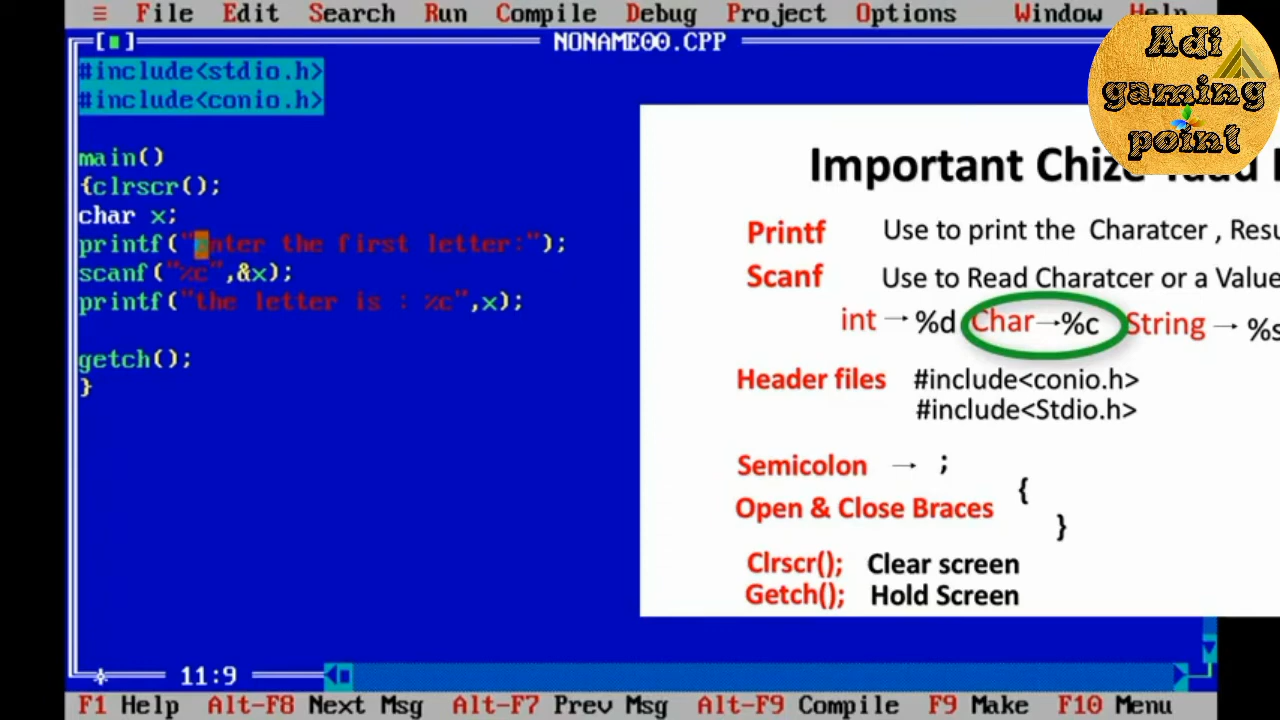 ≡ File Edit Search Run Compile Debug Project Options Window Help
[■] NONAME00.CPP
#include<stdio.h>
#include<conio.h>
main()
{clrscr();
char x;
printf("enter the first letter:");
scanf("%c",&x);
printf("the letter is : %c",x);
getch();
}
Adi
gaming
point
Important Chize
Printf Use to print the Charatcer ,
Scanf Use to Read Charatcer or a Value
int → %d Char→%c String → %s
Header files #include<conio.h>
#include<Stdio.h>
Semicolon → ;
Open & Close Braces {
}
Clrscr(); Clear screen
Getch(); Hold Screen
11:9
F1 Help Alt-F8 Next Msg Alt-F7 Prev Msg Alt-F9 Compile F9 Make F10 Menu